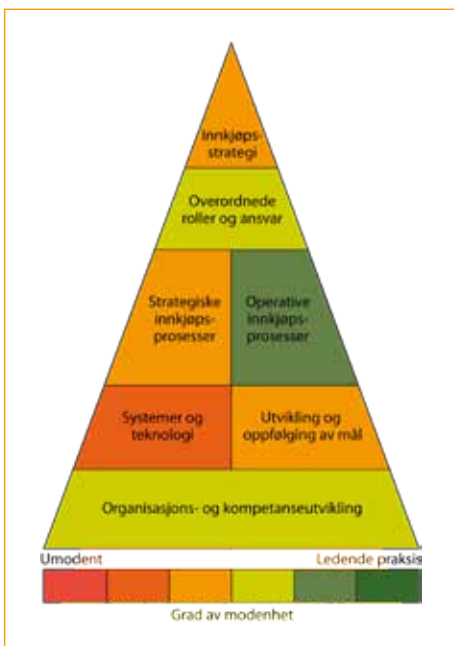 Innkjøps-
strategi
Overordnede
roller og ansvar
Strategiske
innkjøps-
prosesser
Operative
innkjøps-
prosesser
Systemer og
teknologi
Utvikling og
oppfølging av mål
Organisasjons- og kompetanseutvikling
Umodent
Ledende praksis
Grad av modenhet